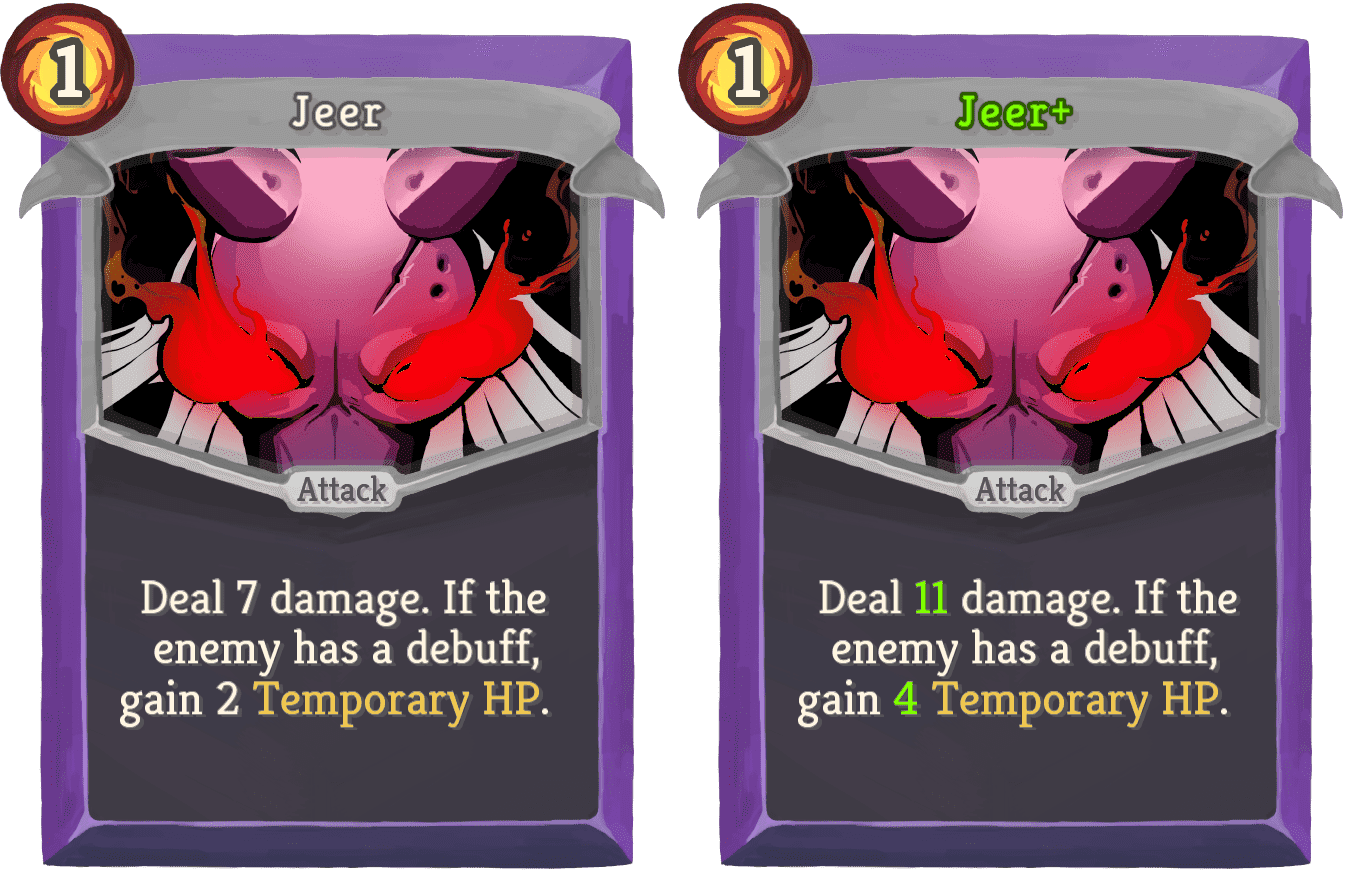 1
Jeer
Attack
Deal 7 damage. If the
enemy has a debuff,
gain 2 Temporary HP.
1
Jeer+
Attack
Deal 11 damage. If the
enemy has a debuff,
gain 4 Temporary HP.